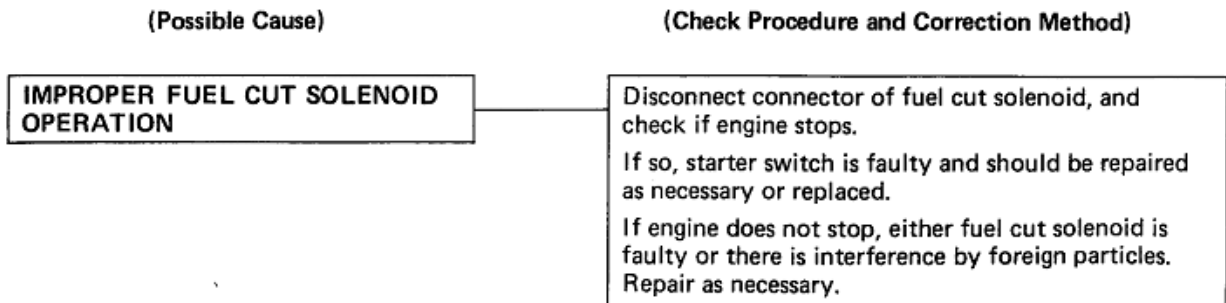 (Possible Cause)
(Check Procedure and Correction Method)
IMPROPER FUEL CUT SOLENOID
OPERATION
Disconnect connector of fuel cut solenoid, and
check if engine stops.
If so, starter switch is faulty and should be repaired
as necessary or replaced.
If engine does not stop, either fuel cut solenoid is
faulty or there is interference by foreign particles.
Repair as necessary.